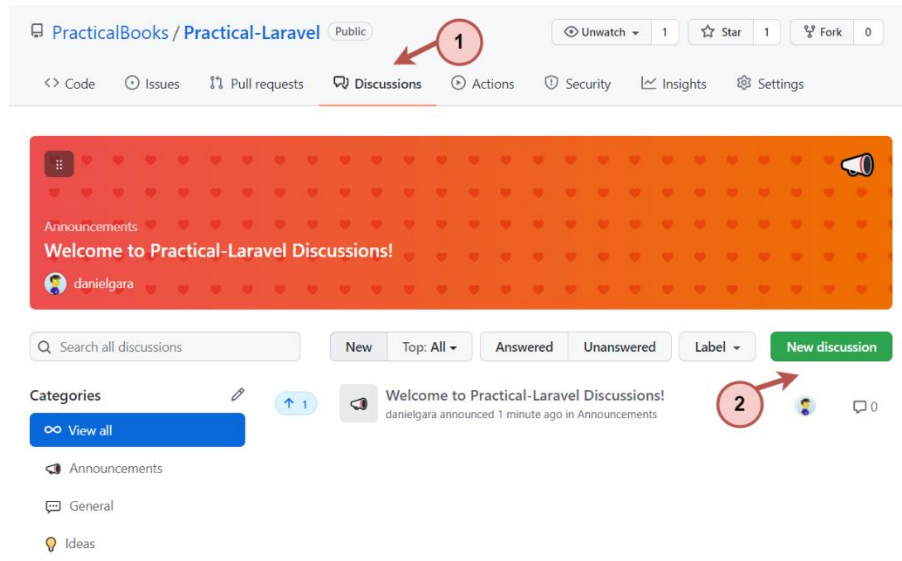 PracticalBooks / Practical-Laravel Public
1
Unwatch 1 Star 1 Fork 0
<> Code Issues Pull requests Discussions Actions Security Insights Settings
Announcements
Welcome to Practical-Laravel Discussions!
danielgara
Search all discussions New Top: All Answered Unanswered Label New discussion
Categories
1 Welcome to Practical-Laravel Discussions!
danielgara announced 1 minute ago in Announcements
2
0
View all
Announcements
General
Ideas